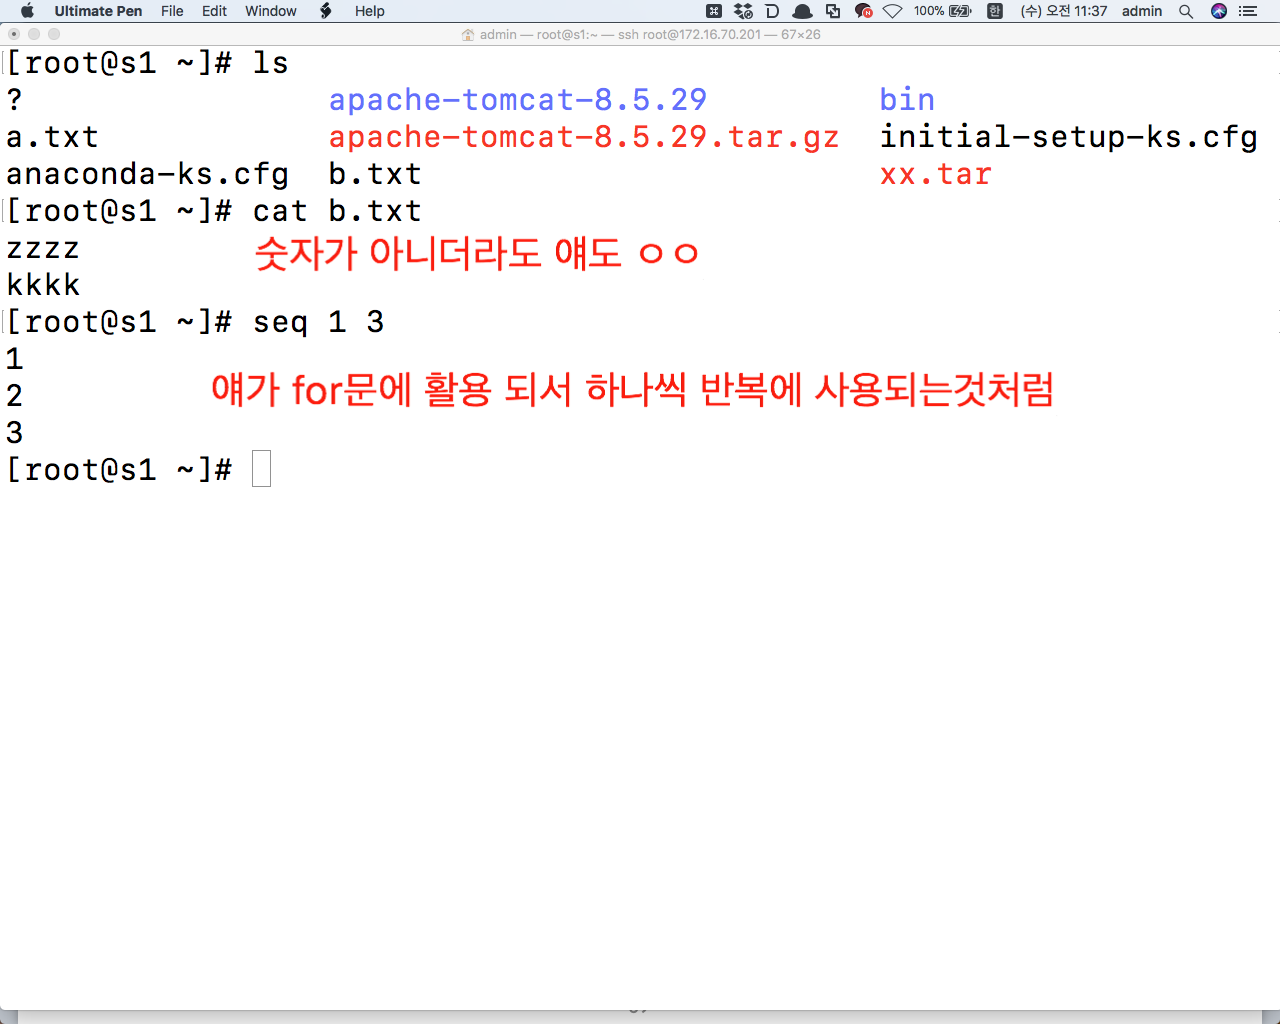 Ultimate Pen File Edit Window Help 100% 한 (수) 오전 11:37 admin
admin — root@s1:~ — ssh root@172.16.70.201 — 67×26
[root@s1 ~]# ls
? apache-tomcat-8.5.29 bin
a.txt apache-tomcat-8.5.29.tar.gz initial-setup-ks.cfg
anaconda-ks.cfg b.txt xx.tar
[root@s1 ~]# cat b.txt
zzzz
숫자가 아니더라도 얘도 ㅇㅇ
kkkk
[root@s1 ~]# seq 1 3
1
2
얘가 for문에 활용 되서 하나씩 반복에 사용되는것처럼
3
[root@s1 ~]#